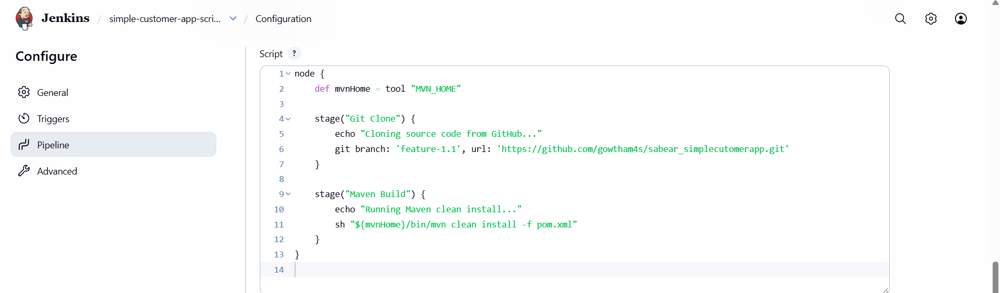 Jenkins / simple-customer-app-scri... / Configuration
Configure
General
Triggers
Pipeline
Advanced
Script ?
1 node {
2     def mvnHome = tool "MVN_HOME"
3
4     stage("Git Clone") {
5         echo "Cloning source code from GitHub..."
6         git branch: 'feature-1.1', url: 'https://github.com/gowtham4s/sabear_simplecutomerapp.git'
7     }
8
9     stage("Maven Build") {
10         echo "Running Maven clean install..."
11         sh "${mvnHome}/bin/mvn clean install -f pom.xml"
12     }
13 }
14